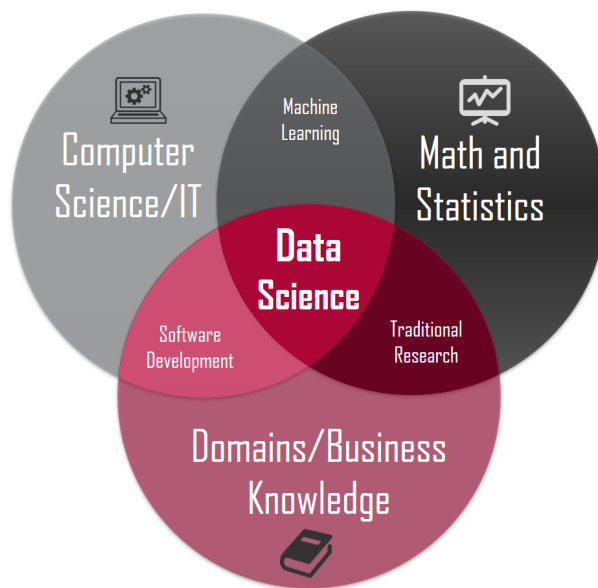 Machine
Learning
Computer
Science/IT
Math and
Statistics
Data
Science
Software
Development
Traditional
Research
Domains/Business
Knowledge